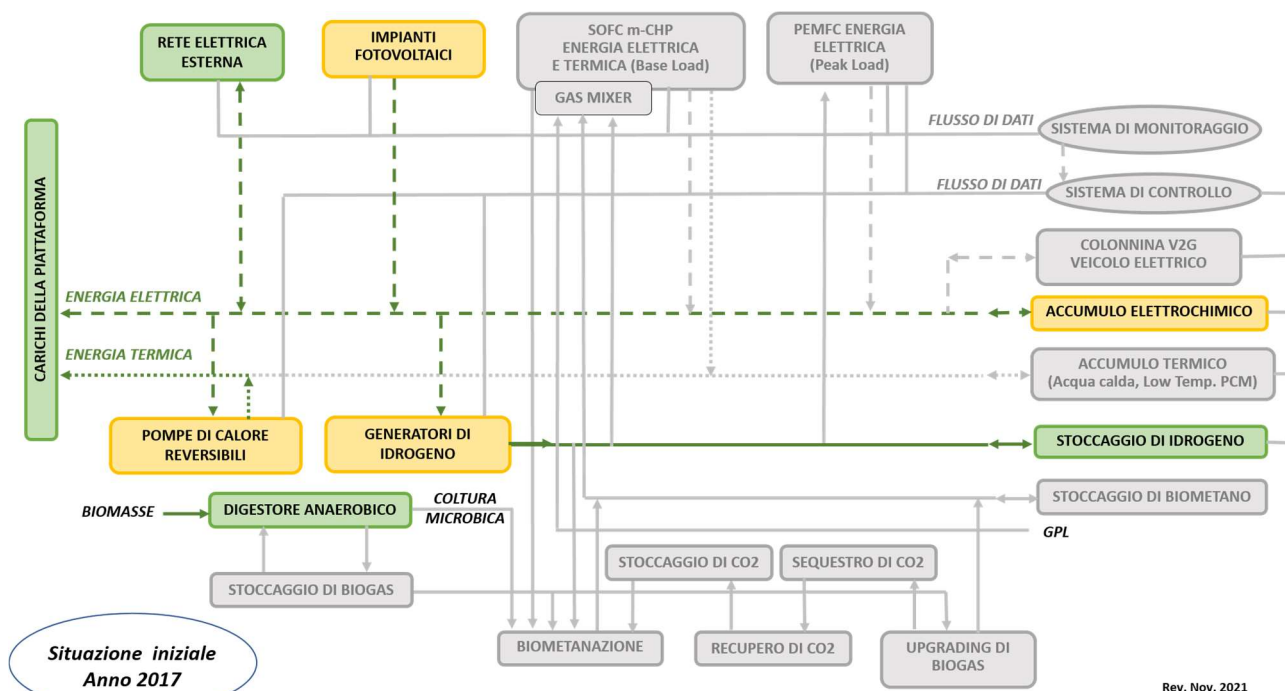 RETE ELETTRICA
ESTERNA
IMPIANTI
FOTOVOLTAICI
SOFC m-CHP
ENERGIA ELETTRICA
E TERMICA (Base Load)
GAS MIXER
PEMFC ENERGIA
ELETTRICA
(Peak Load)
FLUSSO DI DATI
SISTEMA DI MONITORAGGIO
FLUSSO DI DATI
SISTEMA DI CONTROLLO
CARICHI DELLA PIATTAFORMA
COLONNINA V2G
VEICOLO ELETTRICO
ENERGIA ELETTRICA
ACCUMULO ELETTROCHIMICO
ENERGIA TERMICA
ACCUMULO TERMICO
(Acqua calda, Low Temp. PCM)
POMPE DI CALORE
REVERSIBILI
GENERATORI DI
IDROGENO
STOCCAGGIO DI IDROGENO
BIOMASSE
DIGESTORE ANAEROBICO
COLTURA
MICROBICA
STOCCAGGIO DI BIOMETANO
GPL
STOCCAGGIO DI BIOGAS
STOCCAGGIO DI CO2
SEQUESTRO DI CO2
BIOMETANAZIONE
RECUPERO DI CO2
UPGRADING DI
BIOGAS
Situazione iniziale
Anno 2017
Rev. Nov. 2021